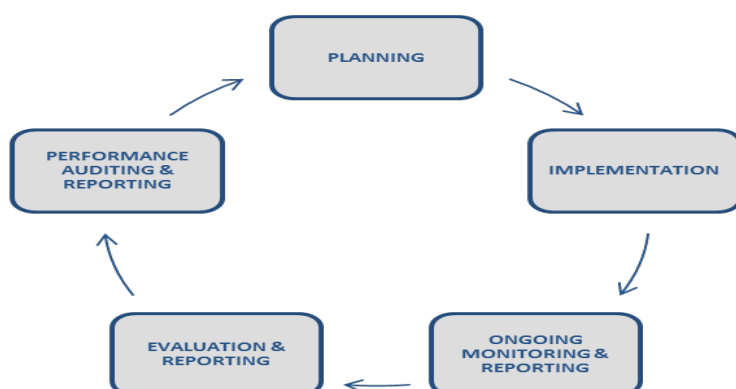 PLANNING
IMPLEMENTATION
ONGOING
MONITORING &
REPORTING
EVALUATION &
REPORTING
PERFORMANCE
AUDITING &
REPORTING